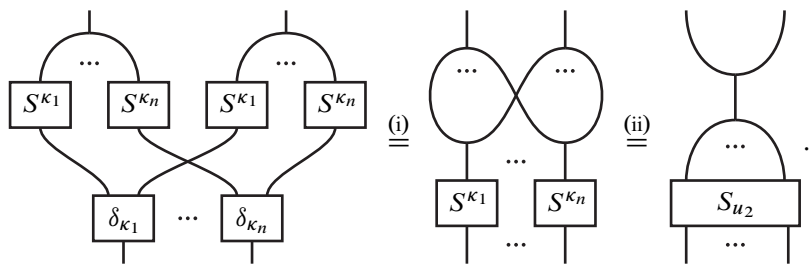 ... ...
S^{κ_1} S^{κ_n} S^{κ_1} S^{κ_n} (i) = ... ... (ii) = ...
δ_{κ_1} ... δ_{κ_n} ... S^{κ_1} S^{κ_n} S_{u_2} .
... ...